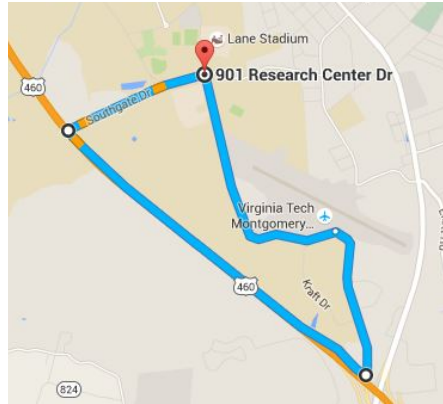 Lane Stadium
460
901 Research Center Dr
Southgate Dr
Virginia Tech
Montgomery...
Kraft Dr
460
824